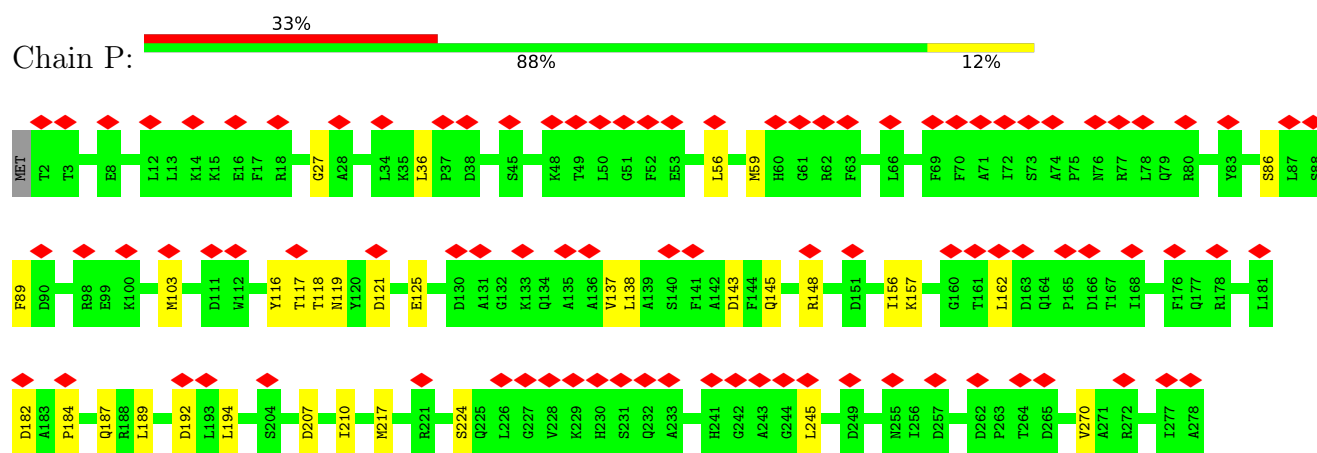 33%
Chain P:
88% 12%
MET T2 T3 E8 L12 L13 K14 K15 E16 F17 R18 G27 A28 L34 K35 L36 P37 D38 S45 K48 T49 L50 G51 F52 E53 L56 M59 H60 G61 R62 F63 L66 F69 F70 A71 I72 S73 A74 P75 N76 R77 L78 Q79 R80 Y83 S86 L87 S88
F89 D90 R98 E99 K100 M103 D111 W112 Y116 T117 T118 N119 Y120 D121 E125 D130 A131 G132 K133 Q134 A135 A136 V137 L138 A139 S140 F141 A142 D143 F144 Q145 R148 D151 I156 K157 G160 T161 L162 D163 Q164 P165 D166 T167 I168 F176 Q177 R178 L181
D182 A183 P184 Q187 R188 L189 D192 L193 L194 S204 D207 I210 M217 R221 S224 Q225 L226 G227 V228 K229 H230 S231 Q232 A233 H241 G242 A243 G244 L245 D249 N255 I256 D257 D262 P263 T264 D265 V270 A271 R272 I277 A278